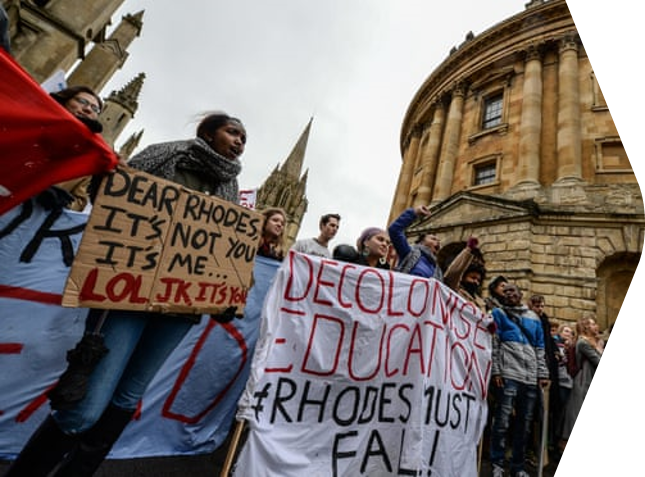 DEAR RHODES
IT'S NOT YOU
IT'S ME...
LOL JK IT'S YOU
DECOLONISE
EDUCATION
#RHODES MUST
FALL!